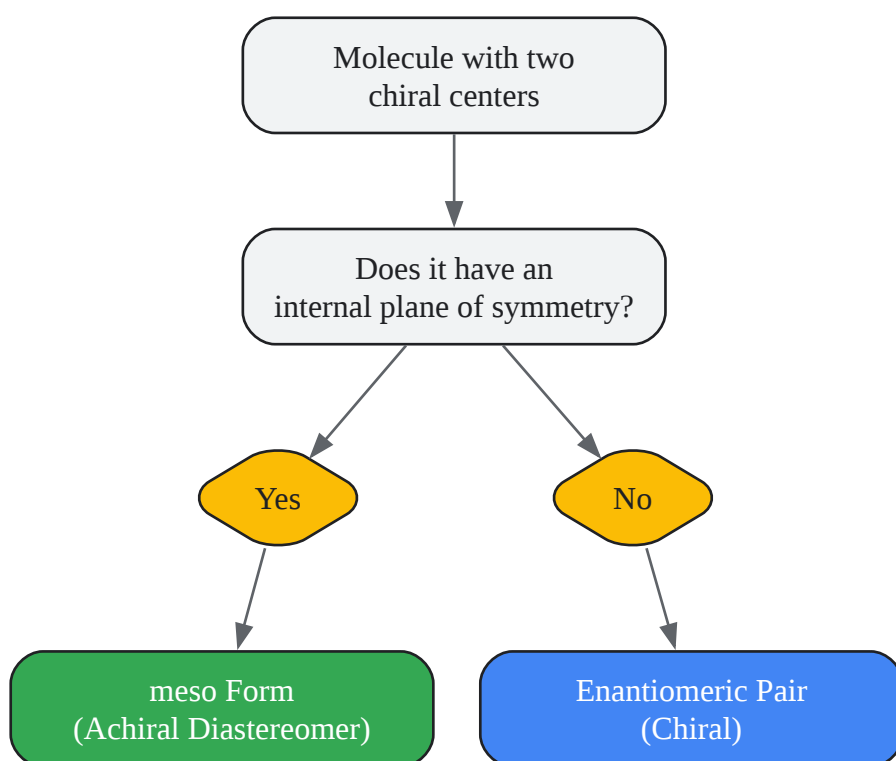 Molecule with two
chiral centers
Does it have an
internal plane of symmetry?
Yes
No
meso Form
(Achiral Diastereomer)
Enantiomeric Pair
(Chiral)